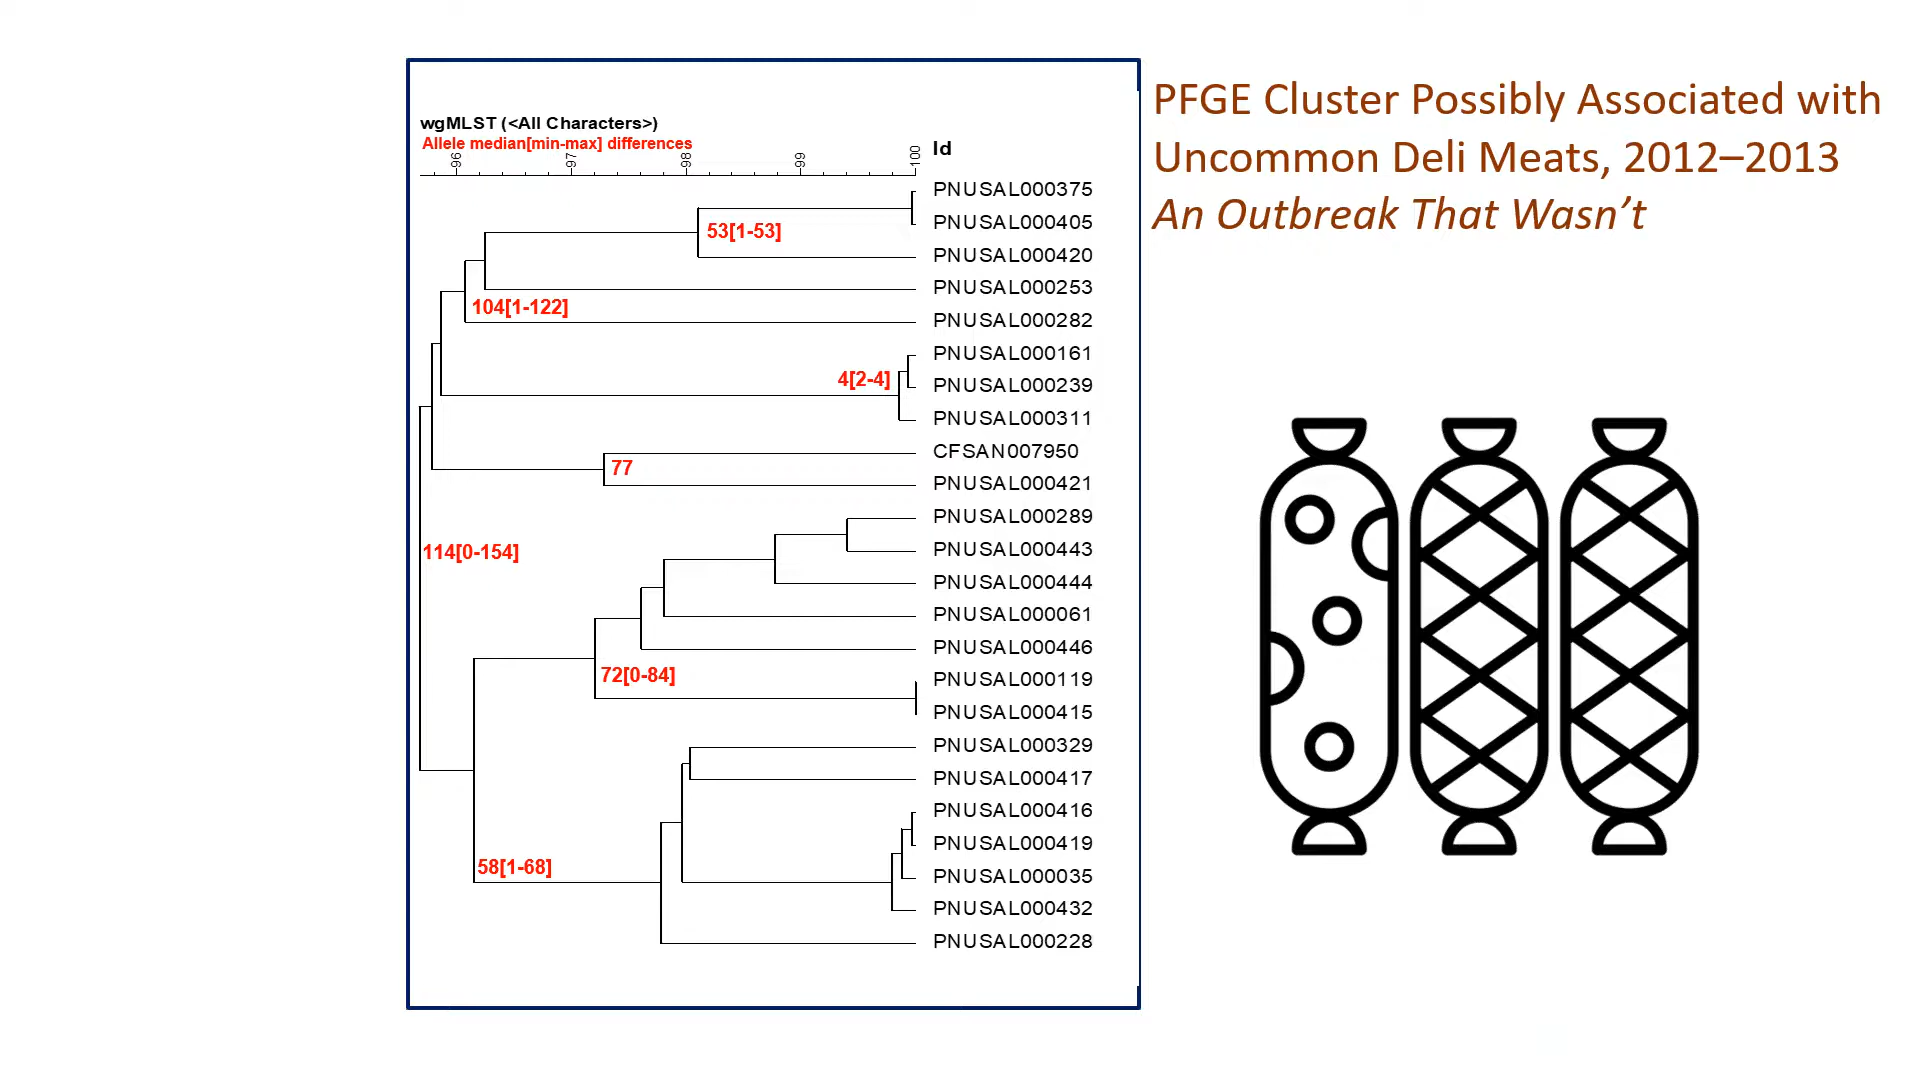 PFGE Cluster Possibly Associated with
Uncommon Deli Meats, 2012–2013
An Outbreak That Wasn’t
wgMLST (<All Characters>)
Allele median[min-max] differences
96 97 98 99 100
Id
PNUSAL000375
PNUSAL000405
53[1-53]
PNUSAL000420
PNUSAL000253
104[1-122]
PNUSAL000282
PNUSAL000161
4[2-4]
PNUSAL000239
PNUSAL000311
CFSAN007950
77
PNUSAL000421
PNUSAL000289
PNUSAL000443
114[0-154]
PNUSAL000444
PNUSAL000061
PNUSAL000446
72[0-84]
PNUSAL000119
PNUSAL000415
PNUSAL000329
PNUSAL000417
PNUSAL000416
PNUSAL000419
58[1-68]
PNUSAL000035
PNUSAL000432
PNUSAL000228